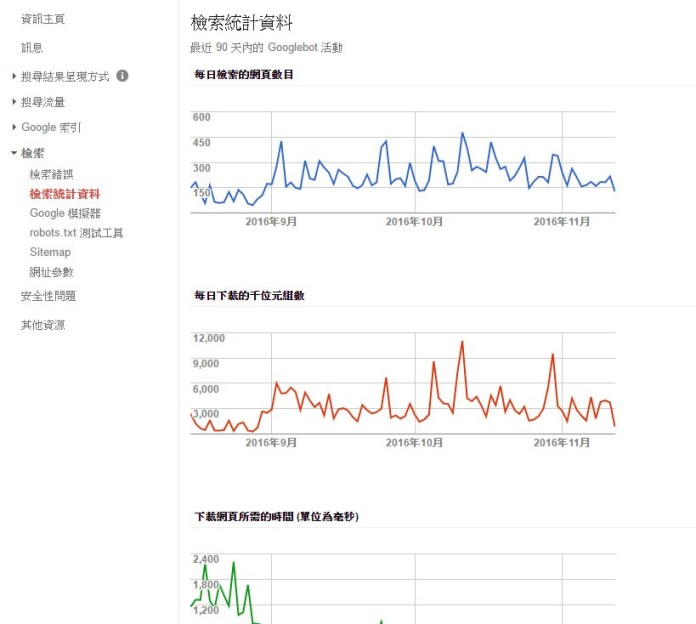 資訊主頁
訊息
搜尋結果呈現方式
搜尋流量
Google 索引
檢索
檢索錯誤
檢索統計資料
Google 模擬器
robots.txt 測試工具
Sitemap
網址參數
安全性問題
其他資源
檢索統計資料
最近 90 天內的 Googlebot 活動
每日檢索的網頁數目
600
450
300
150
2016年9月 2016年10月 2016年11月
每日下載的千位元組數
12,000
9,000
6,000
3,000
2016年9月 2016年10月 2016年11月
下載網頁所需的時間 (單位為毫秒)
2,400
1,800
1,200